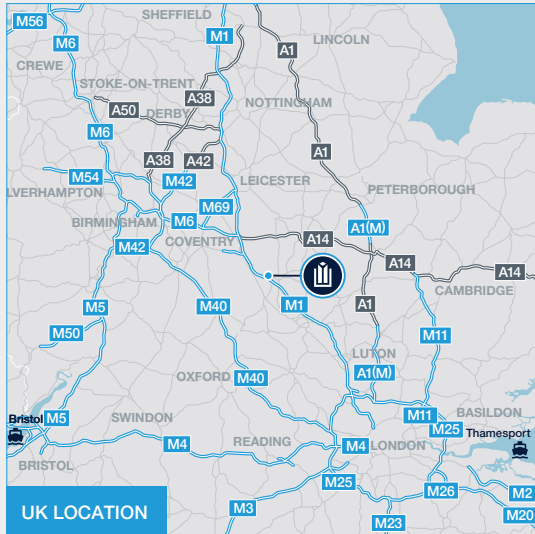 SHEFFIELD
M56
M1
LINCOLN
M6
A1
CREWE
STOKE-ON-TRENT
A38
NOTTINGHAM
A50
DERBY
M6
A1
A38
A42
M54
M42
LEICESTER
PETERBOROUGH
LVERHAMPTON
M69
BIRMINGHAM
M6
A1(M)
A14
M42
COVENTRY
A14
A14
CAMBRIDGE
M5
M40
M1
A1
M50
M11
LUTON
OXFORD
M40
A1(M)
Bristol
M5
SWINDON
M11
BASILDON
M25
Thamesport
M4
READING
M4
LONDON
BRISTOL
M25
M26
M2
M3
M20
M23
UK LOCATION